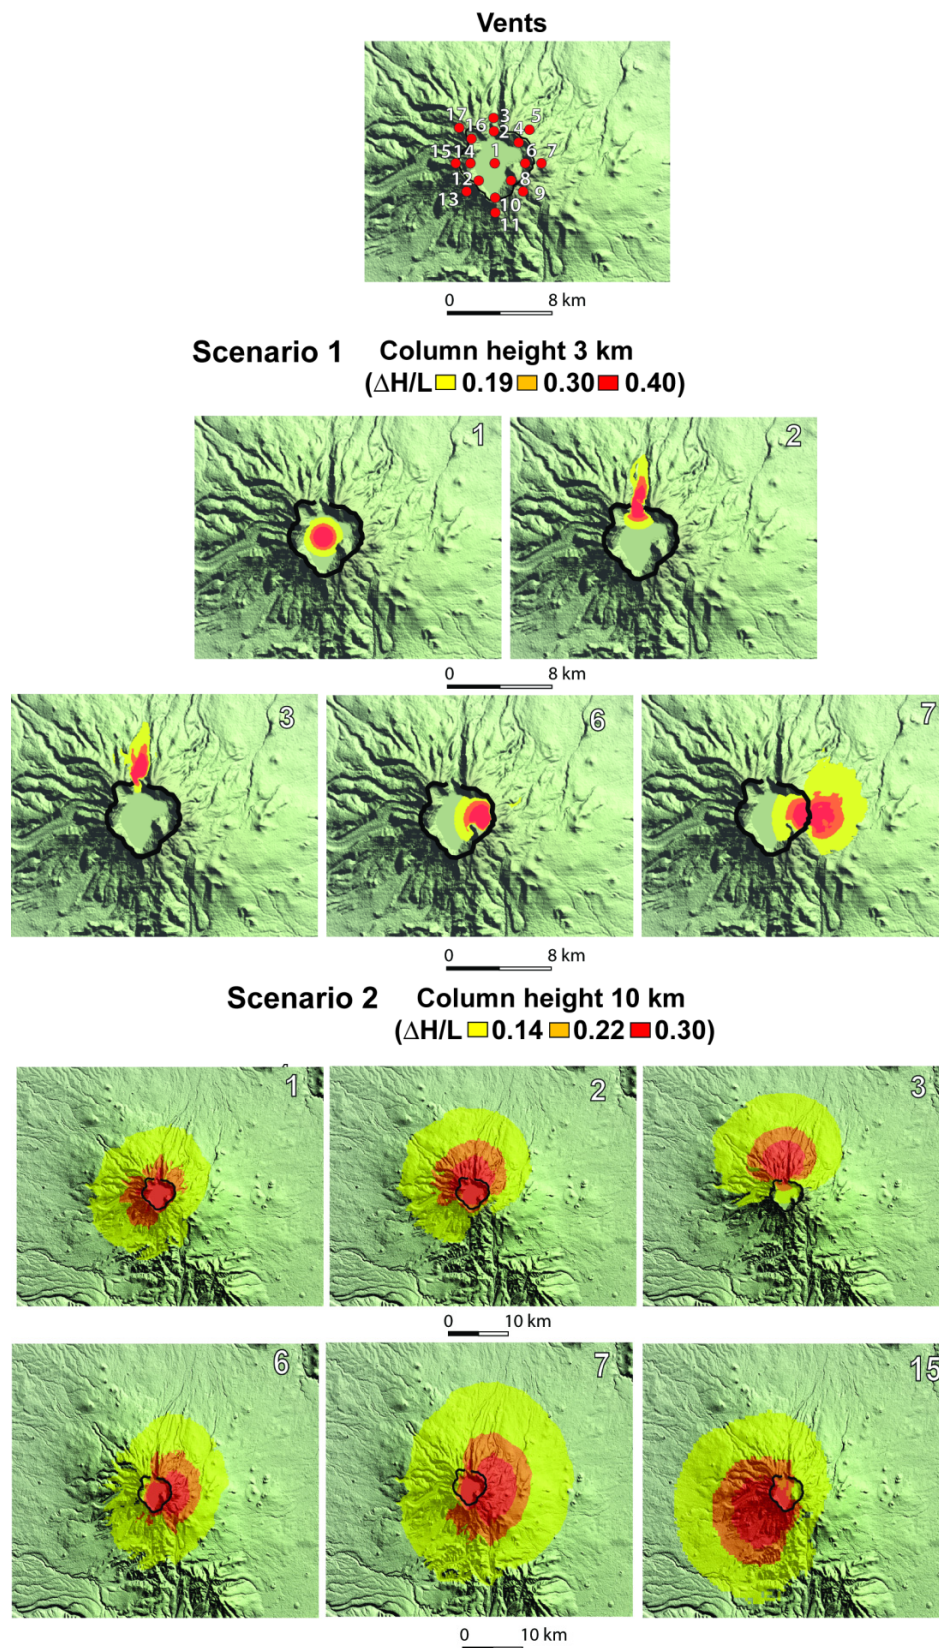 Vents
17 3 5
16 2 4
15 14 1 6 7
12 8
13 10 9
11
0 8 km
Scenario 1 Column height 3 km
(ΔH/L 0.19 0.30 0.40)
1 2
0 8 km
3 6 7
0 8 km
Scenario 2 Column height 10 km
(ΔH/L 0.14 0.22 0.30)
1 2 3
0 10 km
6 7 15
0 10 km